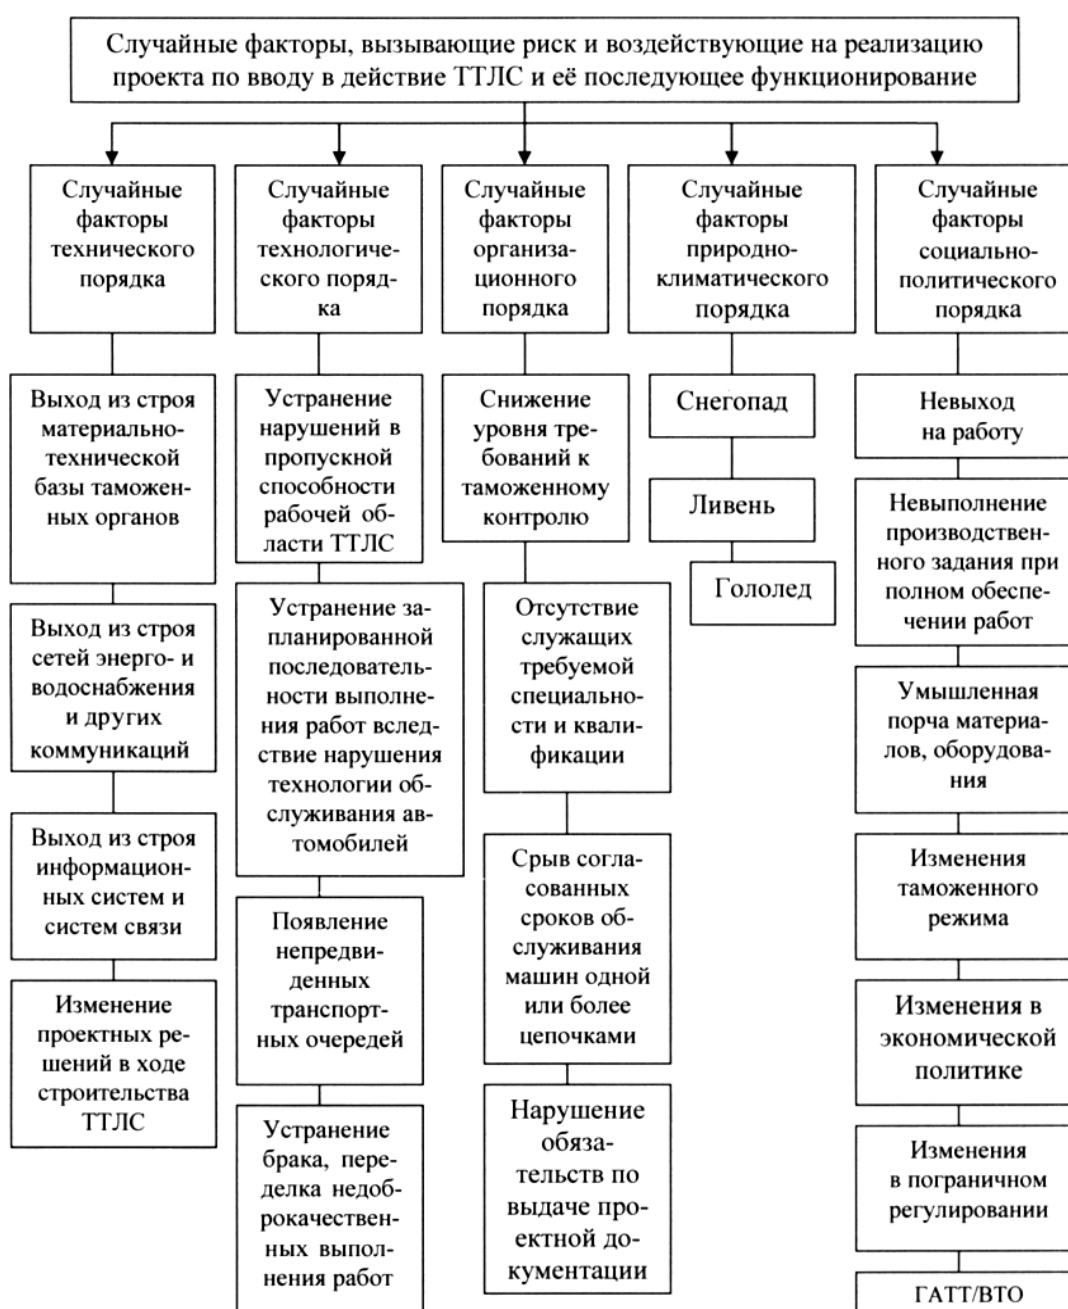 Случайные факторы, вызывающие риск и воздействующие на реализацию
проекта по вводу в действие ТТЛС и её последующее функционирование
Случайные
факторы
технического
порядка
Случайные
факторы
технологиче-
ского поряд-
ка
Случайные
факторы
организа-
ционного
порядка
Случайные
факторы
природно-
климатического
порядка
Случайные
факторы
социально-
политического
порядка
Выход из строя
материально-
технической
базы таможен-
ных органов
Выход из строя
сетей энерго- и
водоснабжения
и других
коммуникаций
Выход из строя
информацион-
ных систем и
систем связи
Изменение
проектных ре-
шений в ходе
строительства
ТТЛС
Устранение
нарушений в
пропускной
способности
рабочей об-
ласти ТТЛС
Устранение за-
планированной
последователь-
ности выполне-
ния работ вслед-
ствие нарушения
технологии об-
служивания ав-
томобилей
Появление
непредви-
денных
транспорт-
ных очередей
Устранение
брака, пере-
делка недоб-
рокачествен-
ных выпол-
нения работ
Снижение
уровня тре-
бований к
таможенному
контролю
Отсутствие
служащих
требуемой
специально-
сти и квали-
фикации
Срыв согла-
сованных
сроков об-
служивания
машин одной
или более
цепочками
Нарушение
обяза-
тельств по
выдаче про-
ектной до-
кументации
Снегопад
Ливень
Гололед
Невыход
на работу
Невыполнение
производствен-
ного задания при
полном обеспе-
чении работ
Умышленная
порча материа-
лов, оборудова-
ния
Изменения
таможенного
режима
Изменения в
экономической
политике
Изменения
в пограничном
регулировании
ГАТТ/ВТО